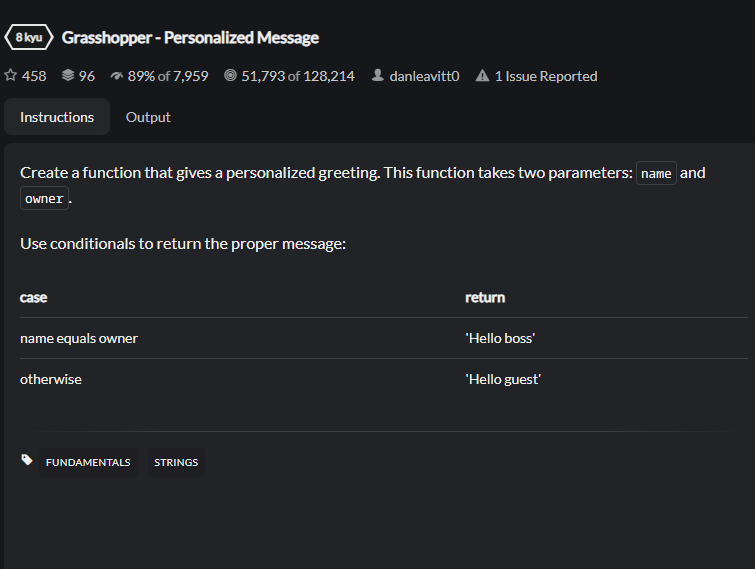 8 kyu Grasshopper - Personalized Message
458 96 89% of 7,959 51,793 of 128,214 danleavitt0 1 Issue Reported
Instructions Output
Create a function that gives a personalized greeting. This function takes two parameters: name and
owner.
Use conditionals to return the proper message:
case return
name equals owner 'Hello boss'
otherwise 'Hello guest'
FUNDAMENTALS STRINGS